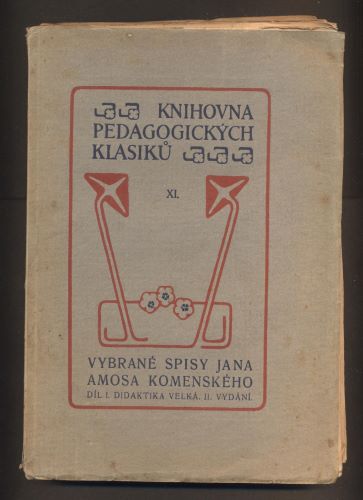 KNIHOVNA
PEDAGOGICKÝCH
KLASIKŮ
XI.
VYBRANÉ SPISY JANA
AMOSA KOMENSKÉHO
DÍL I. DIDAKTIKA VELKÁ. II. VYDÁNÍ.